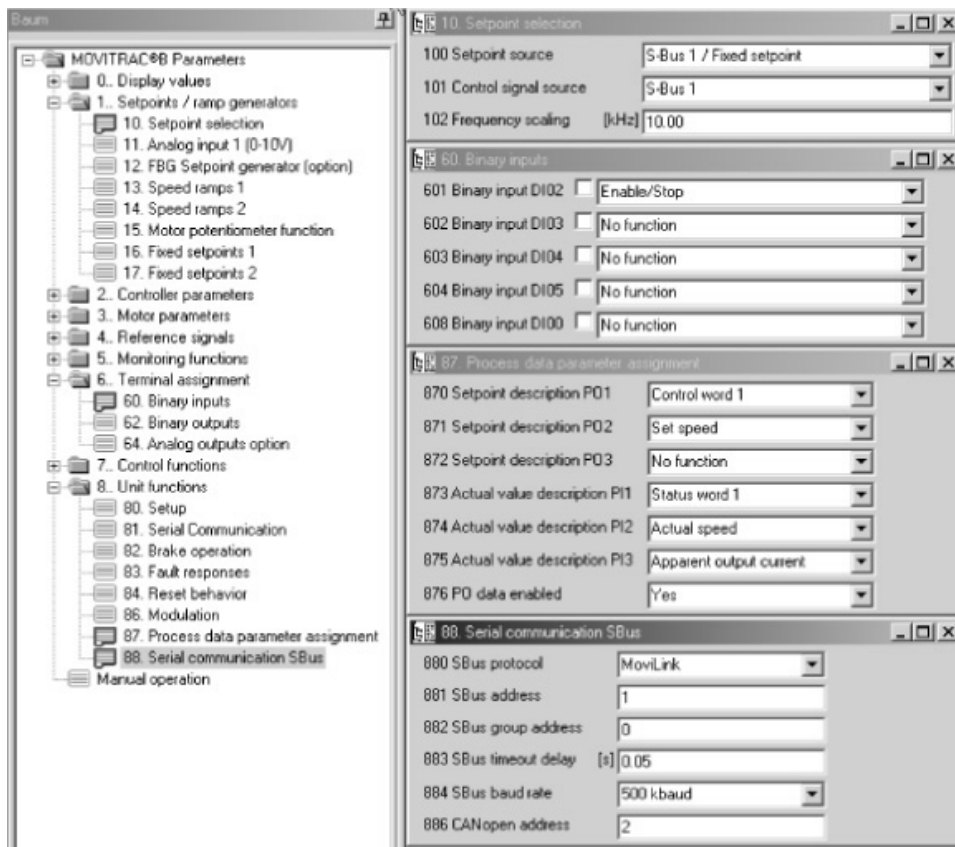 Baum
MOVITRAC®B Parameters
0.. Display values
1.. Setpoints / ramp generators
10. Setpoint selection
11. Analog input 1 (0-10V)
12. FBG Setpoint generator (option)
13. Speed ramps 1
14. Speed ramps 2
15. Motor potentiometer function
16. Fixed setpoints 1
17. Fixed setpoints 2
2.. Controller parameters
3.. Motor parameters
4.. Reference signals
5.. Monitoring functions
6.. Terminal assignment
60. Binary inputs
62. Binary outputs
64. Analog outputs option
7.. Control functions
8.. Unit functions
80. Setup
81. Serial Communication
82. Brake operation
83. Fault responses
84. Reset behavior
86. Modulation
87. Process data parameter assignment
88. Serial communication SBus
Manual operation
10. Setpoint selection
100 Setpoint source S-Bus 1 / Fixed setpoint
101 Control signal source S-Bus 1
102 Frequency scaling [kHz] 10.00
60. Binary inputs
601 Binary input DI02 Enable/Stop
602 Binary input DI03 No function
603 Binary input DI04 No function
604 Binary input DI05 No function
608 Binary input DI00 No function
87. Process data parameter assignment
870 Setpoint description PO1 Control word 1
871 Setpoint description PO2 Set speed
872 Setpoint description PO3 No function
873 Actual value description PI1 Status word 1
874 Actual value description PI2 Actual speed
875 Actual value description PI3 Apparent output current
876 PO data enabled Yes
88. Serial communication SBus
880 SBus protocol MoviLink
881 SBus address 1
882 SBus group address 0
883 SBus timeout delay [s] 0.05
884 SBus baud rate 500 kbaud
886 CANopen address 2